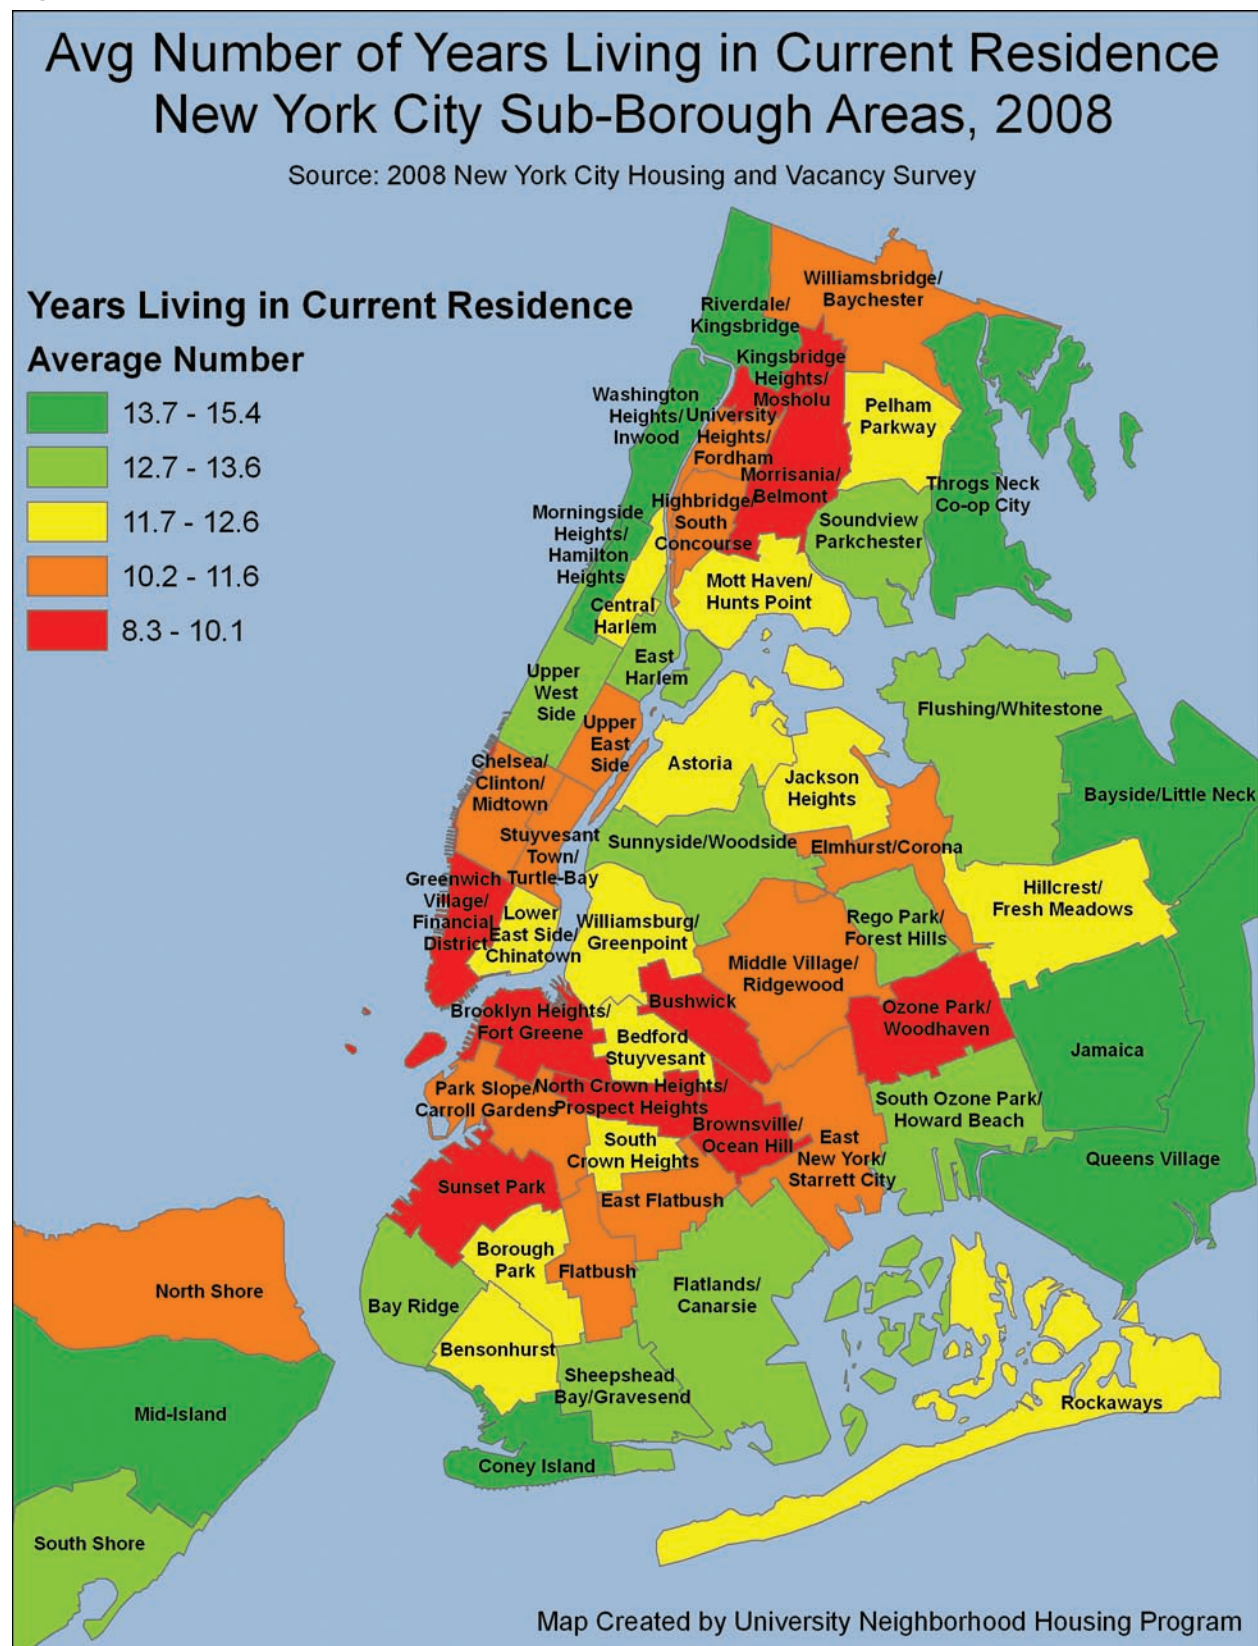 Avg Number of Years Living in Current Residence
New York City Sub-Borough Areas, 2008
Source: 2008 New York City Housing and Vacancy Survey
Years Living in Current Residence
Average Number
13.7 - 15.4
12.7 - 13.6
11.7 - 12.6
10.2 - 11.6
8.3 - 10.1
Williamsbridge/
Baychester
Riverdale/
Kingsbridge
Kingsbridge
Heights/
Mosholu
Washington
Heights/
Inwood
University
Heights/
Fordham
Pelham
Parkway
Morrisania/
Belmont
Throgs Neck
Co-op City
Highbridge/
South
Concourse
Soundview
Parkchester
Morningside
Heights/
Hamilton
Heights
Mott Haven/
Hunts Point
Central
Harlem
East
Harlem
Upper
West
Side
Upper
East
Side
Flushing/Whitestone
Chelsea/
Clinton/
Midtown
Astoria
Jackson
Heights
Bayside/Little Neck
Stuyvesant
Town/
Turtle-Bay
Sunnyside/Woodside
Elmhurst/Corona
Greenwich
Village/
Financial
District
Lower
East Side/
Chinatown
Williamsburg/
Greenpoint
Rego Park/
Forest Hills
Hillcrest/
Fresh Meadows
Middle Village/
Ridgewood
Bushwick
Brooklyn Heights/
Fort Greene
Bedford
Stuyvesant
Ozone Park/
Woodhaven
Jamaica
Park Slope/
Carroll Gardens
North Crown Heights/
Prospect Heights
Brownsville/
Ocean Hill
South Ozone Park/
Howard Beach
South
Crown Heights
East
New York/
Starrett City
Queens Village
Sunset Park
East Flatbush
Borough
Park
Flatbush
North Shore
Bay Ridge
Flatlands/
Canarsie
Bensonhurst
Sheepshead
Bay/Gravesend
Rockaways
Mid-Island
Coney Island
South Shore
Map Created by University Neighborhood Housing Program